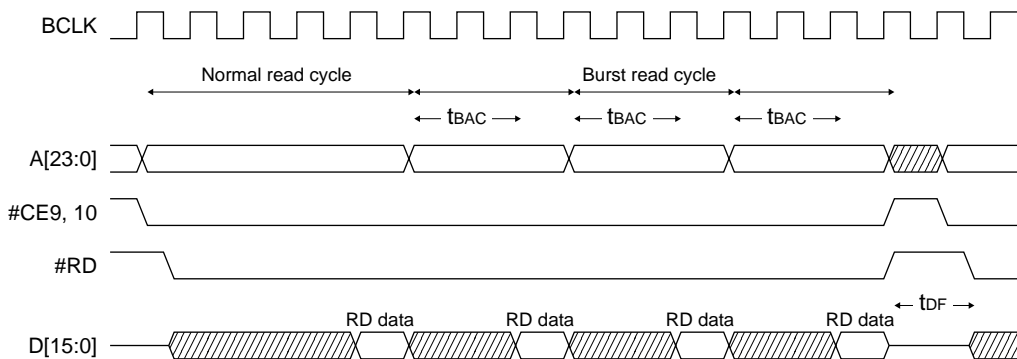 BCLK
Normal read cycle Burst read cycle
tBAC tBAC tBAC
A[23:0]
#CE9, 10
#RD
tDF
RD data RD data RD data RD data
D[15:0]